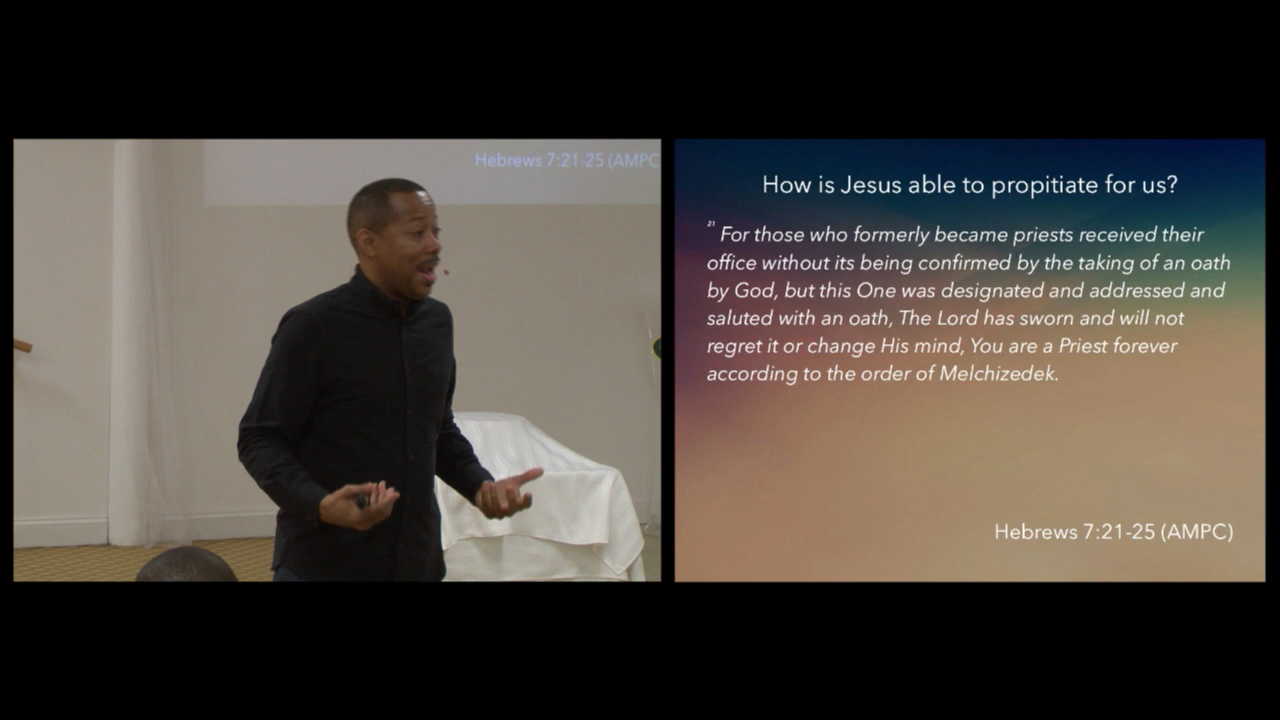 Hebrews 7:21-25 (AMPC
How is Jesus able to propitiate for us?
21 For those who formerly became priests received their
office without its being confirmed by the taking of an oath
by God, but this One was designated and addressed and
saluted with an oath, The Lord has sworn and will not
regret it or change His mind, You are a Priest forever
according to the order of Melchizedek.
Hebrews 7:21-25 (AMPC)